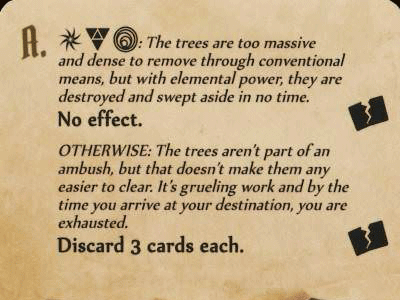 A. : The trees are too massive
and dense to remove through conventional
means, but with elemental power, they are
destroyed and swept aside in no time.
No effect.
OTHERWISE: The trees aren't part of an
ambush, but that doesn't make them any
easier to clear. It's grueling work and by the
time you arrive at your destination, you are
exhausted.
Discard 3 cards each.